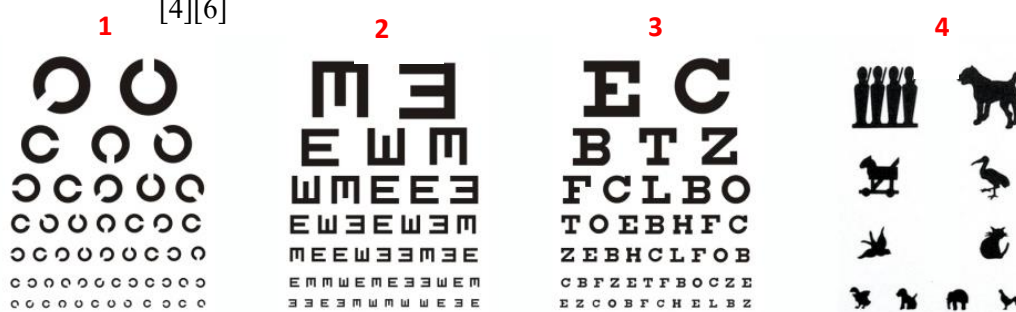 [4][6]
1 2 3 4
E C
B T Z
F C L B O
T O E B H F C
Z E B H C L F O B
C B F Z E T F B O C Z E
E Z C O B F C H E L B Z